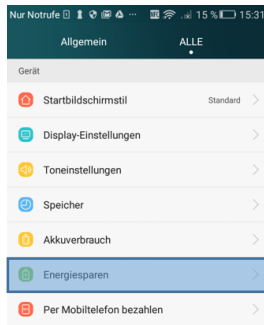 Nur Notrufe 15 % 15:31
Allgemein ALLE
Gerät
Startbildschirmstil Standard
Display-Einstellungen
Toneinstellungen
Speicher
Akkuverbrauch
Energiesparen
Per Mobiltelefon bezahlen